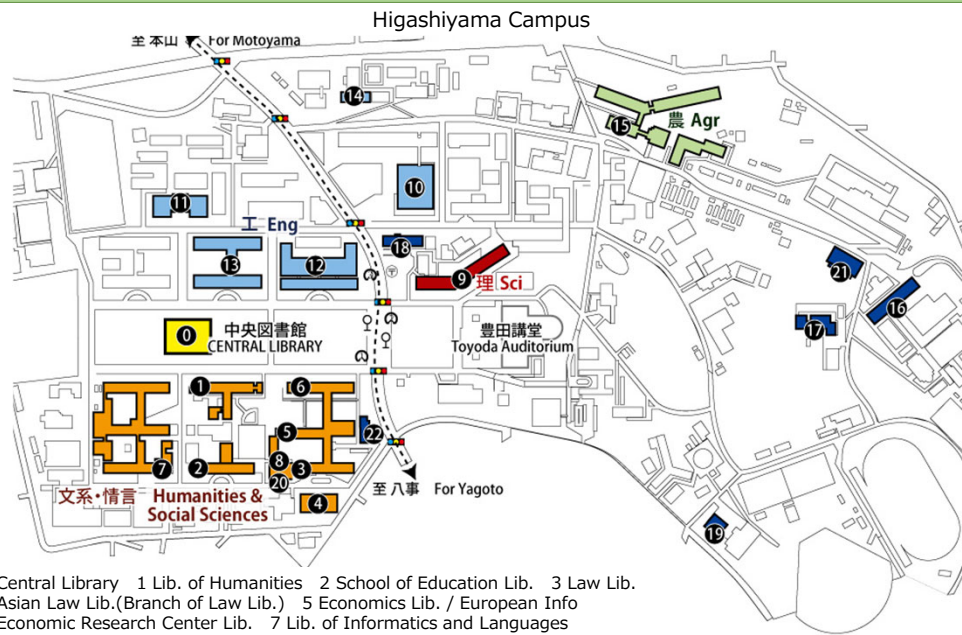 Higashiyama Campus
至 本山 For Motoyama
14
15
農 Agr
10
11
工 Eng
18
13
12
9
理 Sci
21
16
0
中央図書館
CENTRAL LIBRARY
豊田講堂
Toyoda Auditorium
17
1
6
5
22
7
2
8
3
20
4
文系・情言 Humanities &
Social Sciences
至 八事 For Yagoto
19
Central Library 1 Lib. of Humanities 2 School of Education Lib. 3 Law Lib.
Asian Law Lib.(Branch of Law Lib.) 5 Economics Lib. / European Info
Economic Research Center Lib. 7 Lib. of Informatics and Languages